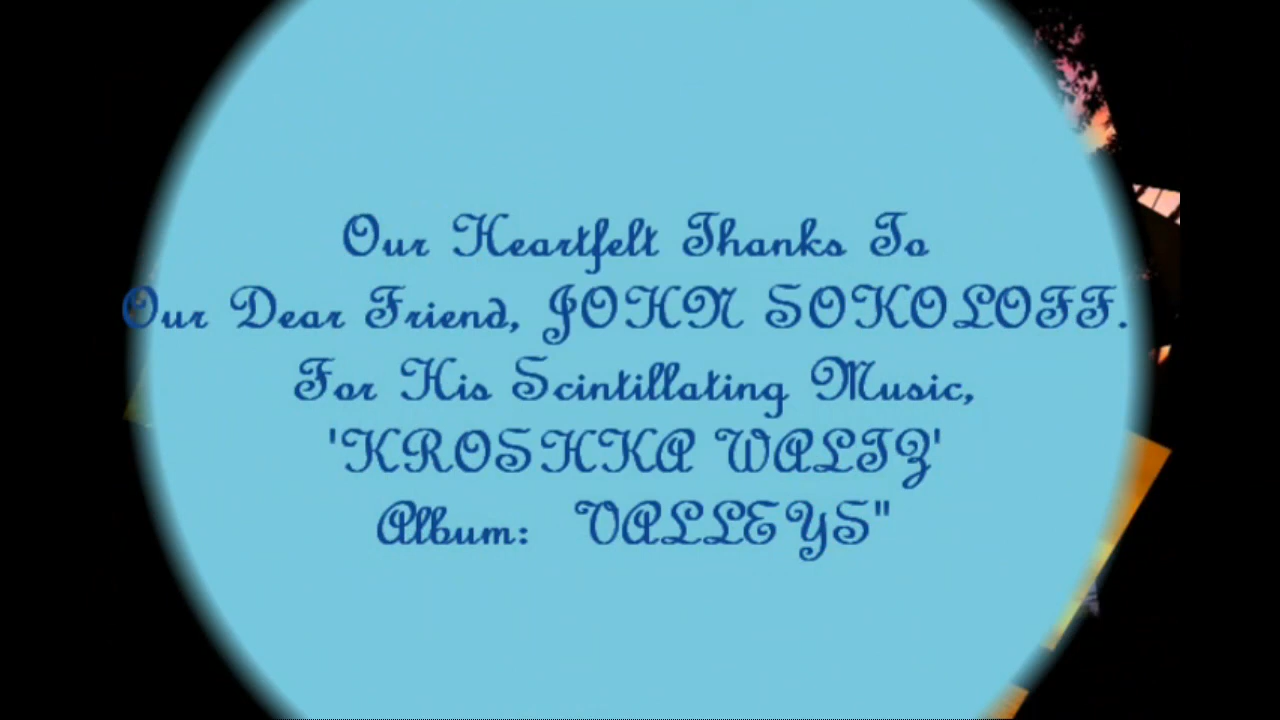 Our Heartfelt Thanks To
Our Dear Friend, JOHN SOKOLOFF.
For His Scintillating Music,
'KROSHKA WALTZ'
Album: VALLEYS"